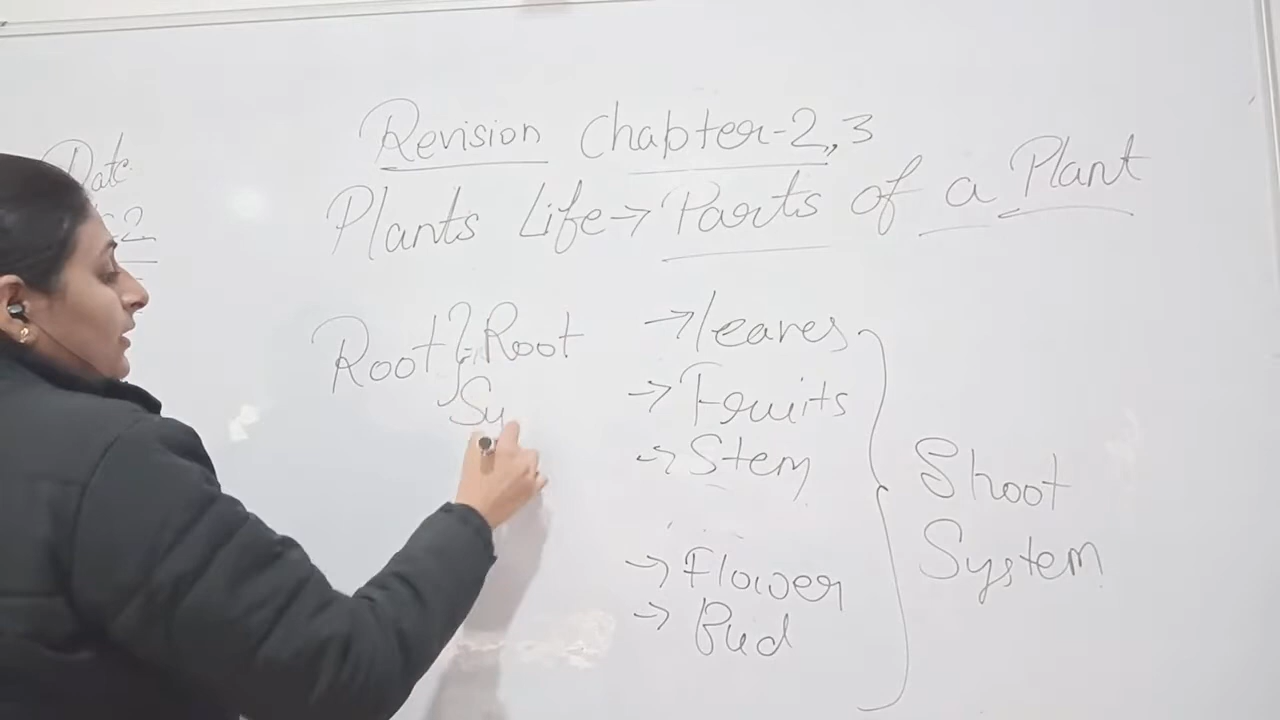 Date
Revision Chapter-2,3
Plants Life → Parts of a Plant
Root } Root
Sy
→ leaves
→ Fruits
→ Stem
→ Flower
→ Bud
Shoot
System